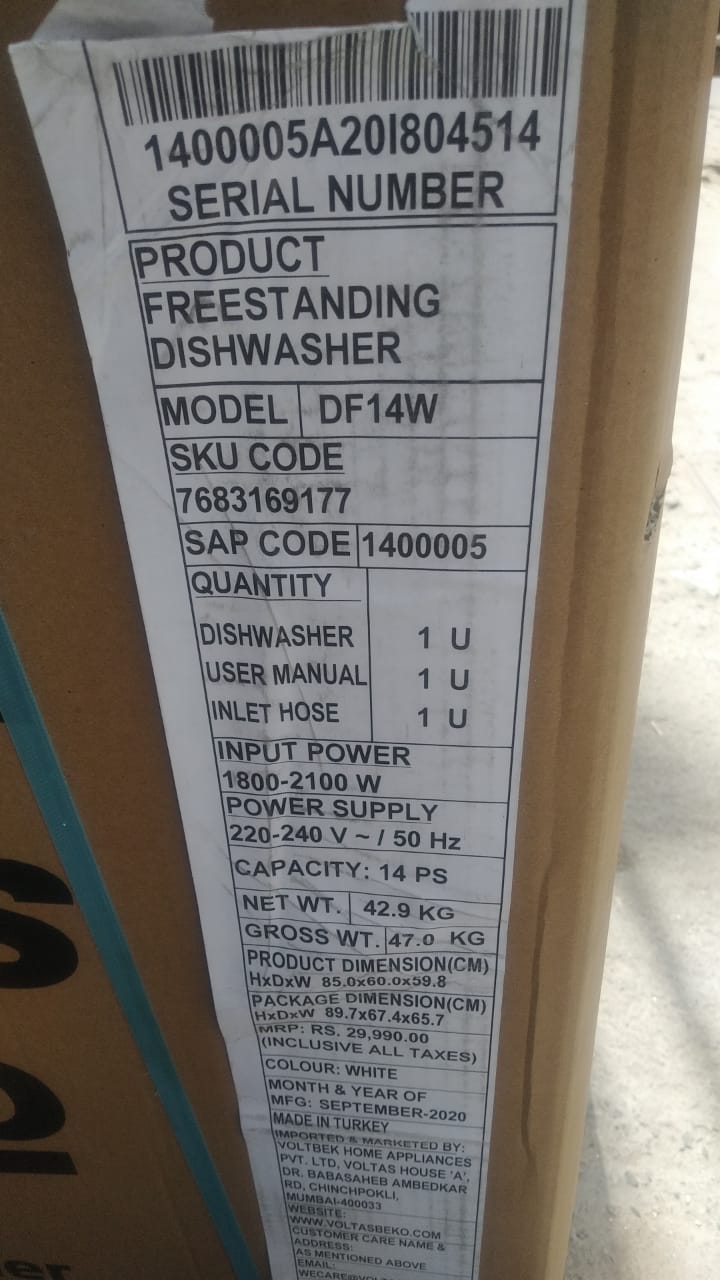 1400005A20I804514
SERIAL NUMBER
PRODUCT
FREESTANDING
DISHWASHER
MODEL DF14W
SKU CODE
7683169177
SAP CODE 1400005
QUANTITY
DISHWASHER 1 U
USER MANUAL 1 U
INLET HOSE 1 U
INPUT POWER
1800-2100 W
POWER SUPPLY
220-240 V ~ / 50 Hz
CAPACITY: 14 PS
NET WT. 42.9 KG
GROSS WT. 47.0 KG
PRODUCT DIMENSION(CM)
HxDxW 85.0x60.0x59.8
PACKAGE DIMENSION(CM)
HxDxW 89.7x67.4x65.7
MRP: RS. 29,990.00
(INCLUSIVE ALL TAXES)
COLOUR: WHITE
MONTH & YEAR OF
MFG: SEPTEMBER-2020
MADE IN TURKEY
IMPORTED & MARKETED BY:
VOLTBEK HOME APPLIANCES
PVT. LTD, VOLTAS HOUSE 'A',
DR. BABASAHEB AMBEDKAR
RD, CHINCHPOKLI,
MUMBAI-400033
WEBSITE:
WWW.VOLTASBEKO.COM
CUSTOMER CARE NAME &
ADDRESS:
AS MENTIONED ABOVE
EMAIL: